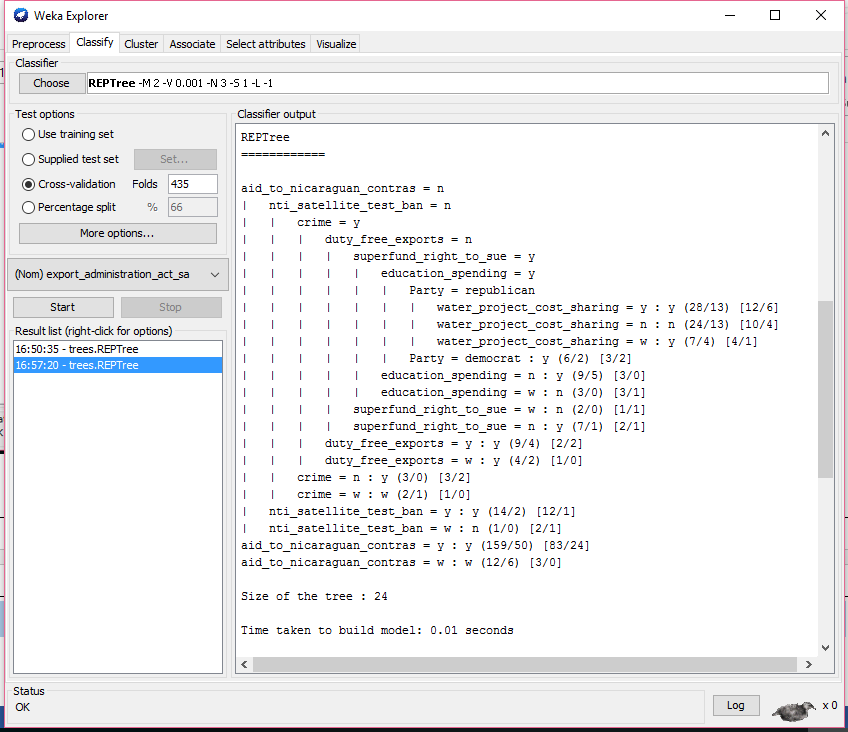 Weka Explorer
Preprocess Classify Cluster Associate Select attributes Visualize
Classifier
Choose REPTree -M 2 -V 0.001 -N 3 -S 1 -L -1
Test options
Use training set
Supplied test set Set...
Cross-validation Folds 435
Percentage split % 66
More options...
(Nom) export_administration_act_sa
Start Stop
Result list (right-click for options)
16:50:35 - trees.REPTree
16:57:20 - trees.REPTree
Classifier output
REPTree
============
aid_to_nicaraguan_contras = n
| nti_satellite_test_ban = n
| | crime = y
| | | duty_free_exports = n
| | | | superfund_right_to_sue = y
| | | | | education_spending = y
| | | | | | Party = republican
| | | | | | | water_project_cost_sharing = y : y (28/13) [12/6]
| | | | | | | water_project_cost_sharing = n : n (24/13) [10/4]
| | | | | | | water_project_cost_sharing = w : y (7/4) [4/1]
| | | | | | Party = democrat : y (6/2) [3/2]
| | | | | education_spending = n : y (9/5) [3/0]
| | | | | education_spending = w : n (3/0) [3/1]
| | | | superfund_right_to_sue = w : n (2/0) [1/1]
| | | | superfund_right_to_sue = n : y (7/1) [2/1]
| | | duty_free_exports = y : y (9/4) [2/2]
| | | duty_free_exports = w : y (4/2) [1/0]
| | crime = n : y (3/0) [3/2]
| | crime = w : w (2/1) [1/0]
| nti_satellite_test_ban = y : y (14/2) [12/1]
| nti_satellite_test_ban = w : n (1/0) [2/1]
aid_to_nicaraguan_contras = y : y (159/50) [83/24]
aid_to_nicaraguan_contras = w : w (12/6) [3/0]
Size of the tree : 24
Time taken to build model: 0.01 seconds
Status
OK
Log
x 0